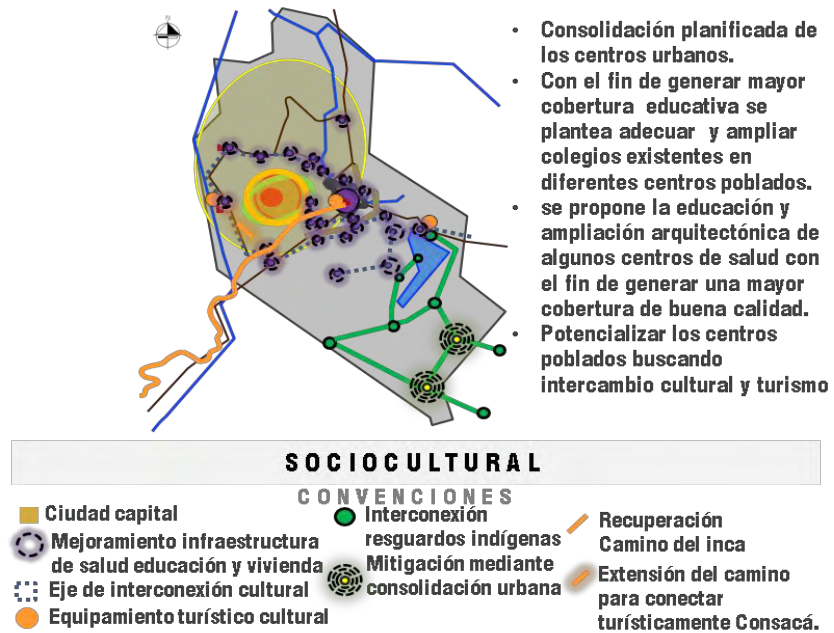 N
• Consolidación planificada de
los centros urbanos.
• Con el fin de generar mayor
cobertura educativa se
plantea adecuar y ampliar
colegios existentes en
diferentes centros poblados.
• se propone la educación y
ampliación arquitectónica de
algunos centros de salud con
el fin de generar una mayor
cobertura de buena calidad.
• Potencializar los centros
poblados buscando
intercambio cultural y turismo
SOCIOCULTURAL
CONVENCIONES
Ciudad capital
Mejoramiento infraestructura
de salud educación y vivienda
Eje de interconexión cultural
Equipamiento turístico cultural
Interconexión
resguardos indígenas
Mitigación mediante
consolidación urbana
Recuperación
Camino del inca
Extensión del camino
para conectar
turísticamente Consacá.